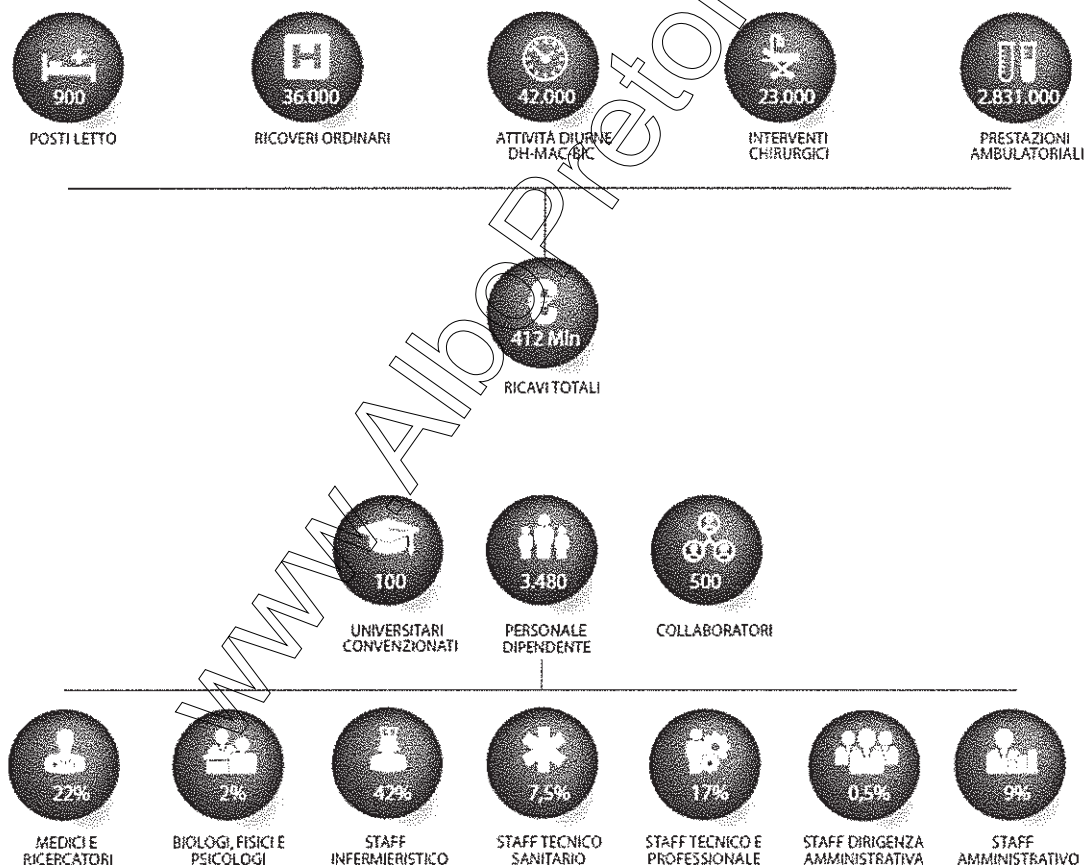 900
POSTI LETTO
36.000
RICOVERI ORDINARI
42.000
ATTIVITÀ DIURNE
DH-MAC-BIC
23.000
INTERVENTI
CHIRURGICI
2.831.000
PRESTAZIONI
AMBULATORIALI
412 Mln
RICAVI TOTALI
100
UNIVERSITARI
CONVENZIONATI
3.480
PERSONALE
DIPENDENTE
500
COLLABORATORI
22%
MEDICI E
RICERCATORI
2%
BIOLOGI, FISICI E
PSICOLOGI
42%
STAFF
INFERMIERISTICO
7,5%
STAFF TECNICO
SANITARIO
17%
STAFF TECNICO E
PROFESSIONALE
0,5%
STAFF DIRIGENZA
AMMINISTRATIVA
9%
STAFF
AMMINISTRATIVO
www.AlboPretor